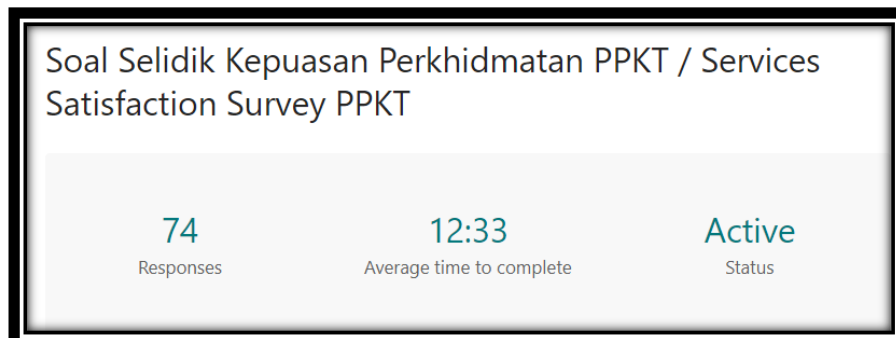 Soal Selidik Kepuasan Perkhidmatan PPKT / Services
Satisfaction Survey PPKT
74
Responses
12:33
Average time to complete
Active
Status